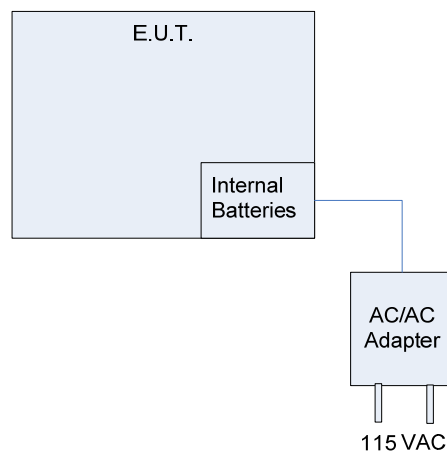 E.U.T.
Internal
Batteries
AC/AC
Adapter
115 VAC